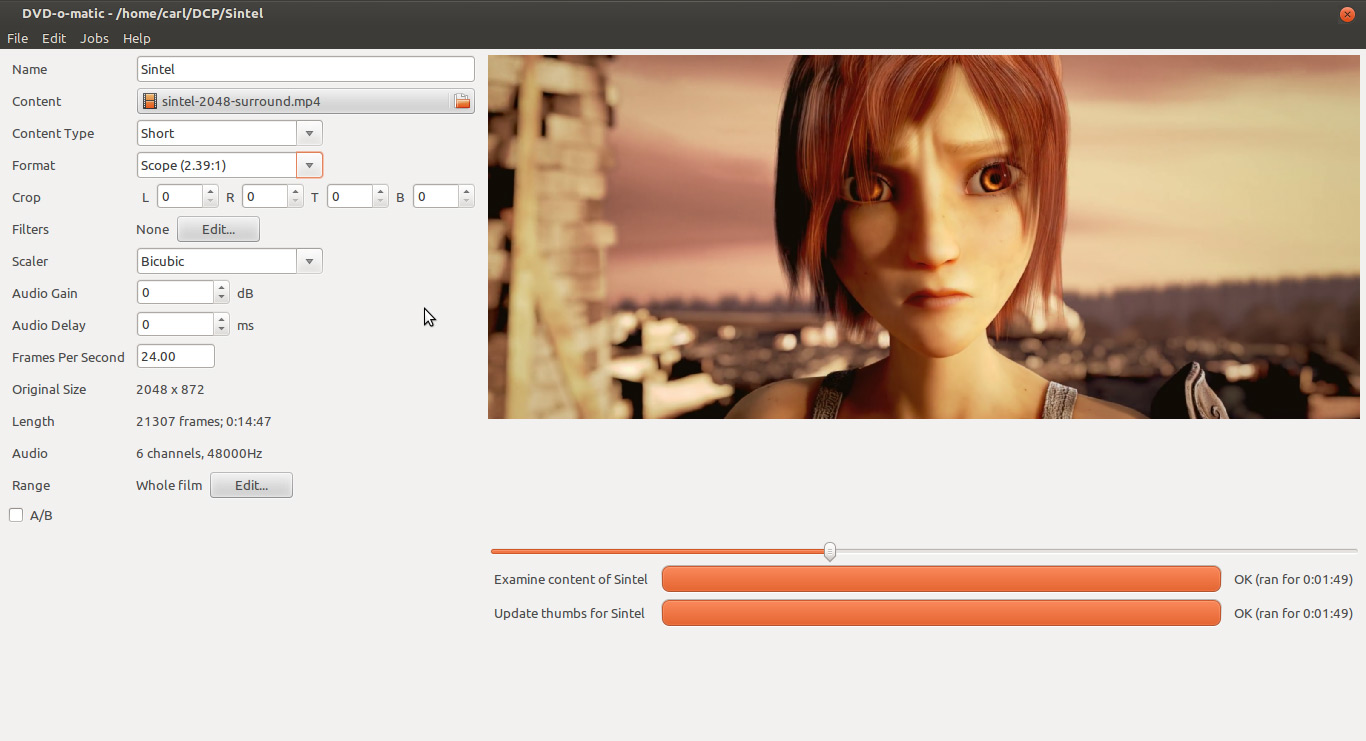 DVD-o-matic - /home/carl/DCP/Sintel
File Edit Jobs Help
Name Sintel
Content sintel-2048-surround.mp4
Content Type Short
Format Scope (2.39:1)
Crop L 0 R 0 T 0 B 0
Filters None Edit...
Scaler Bicubic
Audio Gain 0 dB
Audio Delay 0 ms
Frames Per Second 24.00
Original Size 2048 x 872
Length 21307 frames; 0:14:47
Audio 6 channels, 48000Hz
Range Whole film Edit...
A/B
Examine content of Sintel OK (ran for 0:01:49)
Update thumbs for Sintel OK (ran for 0:01:49)